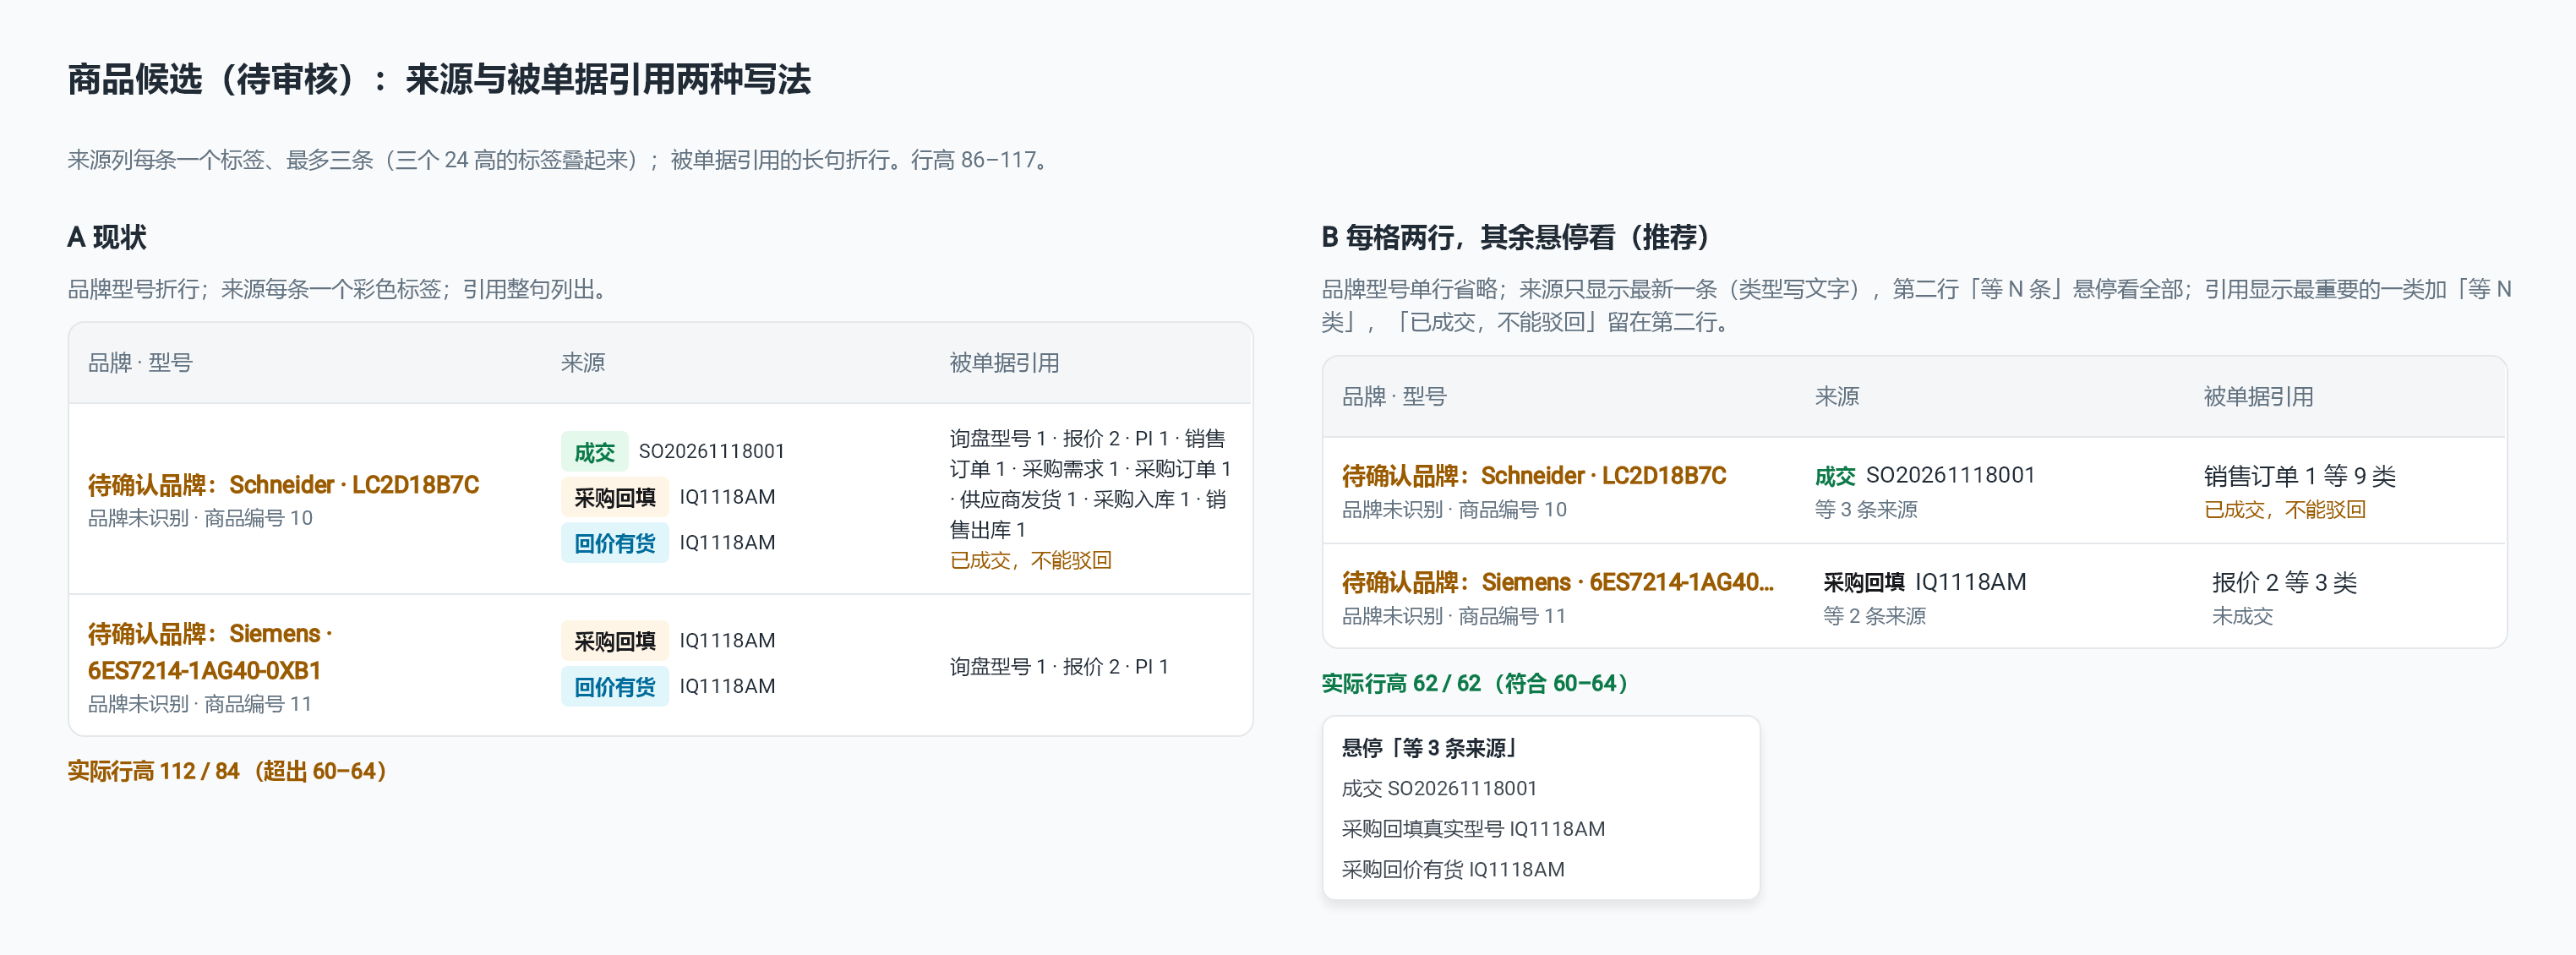 商品候选（待审核）：来源与被单据引用两种写法
来源列每条一个标签、最多三条（三个 24 高的标签叠起来）；被单据引用的长句折行。行高 86–117。
A 现状
品牌型号折行；来源每条一个彩色标签；引用整句列出。
品牌 · 型号 来源 被单据引用
待确认品牌：Schneider · LC2D18B7C
品牌未识别 · 商品编号 10
成交 SO20261118001
采购回填 IQ1118AM
回价有货 IQ1118AM
询盘型号 1 · 报价 2 · PI 1 · 销售
订单 1 · 采购需求 1 · 采购订单 1
· 供应商发货 1 · 采购入库 1 · 销
售出库 1
已成交，不能驳回
待确认品牌：Siemens ·
6ES7214-1AG40-0XB1
品牌未识别 · 商品编号 11
采购回填 IQ1118AM
回价有货 IQ1118AM
询盘型号 1 · 报价 2 · PI 1
实际行高 112 / 84（超出 60–64）
B 每格两行，其余悬停看（推荐）
品牌型号单行省略；来源只显示最新一条（类型写文字），第二行「等 N 条」悬停看全部；引用显示最重要的一类加「等 N
类」，「已成交，不能驳回」留在第二行。
品牌 · 型号 来源 被单据引用
待确认品牌：Schneider · LC2D18B7C
品牌未识别 · 商品编号 10
成交 SO20261118001
等 3 条来源
销售订单 1 等 9 类
已成交，不能驳回
待确认品牌：Siemens · 6ES7214-1AG40...
品牌未识别 · 商品编号 11
采购回填 IQ1118AM
等 2 条来源
报价 2 等 3 类
未成交
实际行高 62 / 62（符合 60–64）
悬停「等 3 条来源」
成交 SO20261118001
采购回填真实型号 IQ1118AM
采购回价有货 IQ1118AM